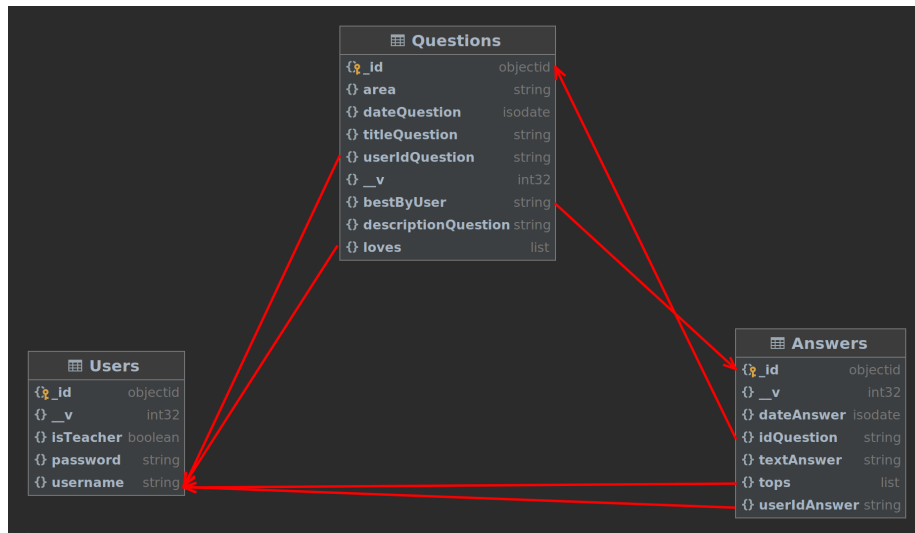 Questions
{} _id objectid
{} area string
{} dateQuestion isodate
{} titleQuestion string
{} userIdQuestion string
{} __v int32
{} bestByUser string
{} descriptionQuestion string
{} loves list
Users
{} _id objectid
{} __v int32
{} isTeacher boolean
{} password string
{} username string
Answers
{} _id objectid
{} __v int32
{} dateAnswer isodate
{} idQuestion string
{} textAnswer string
{} tops list
{} userIdAnswer string